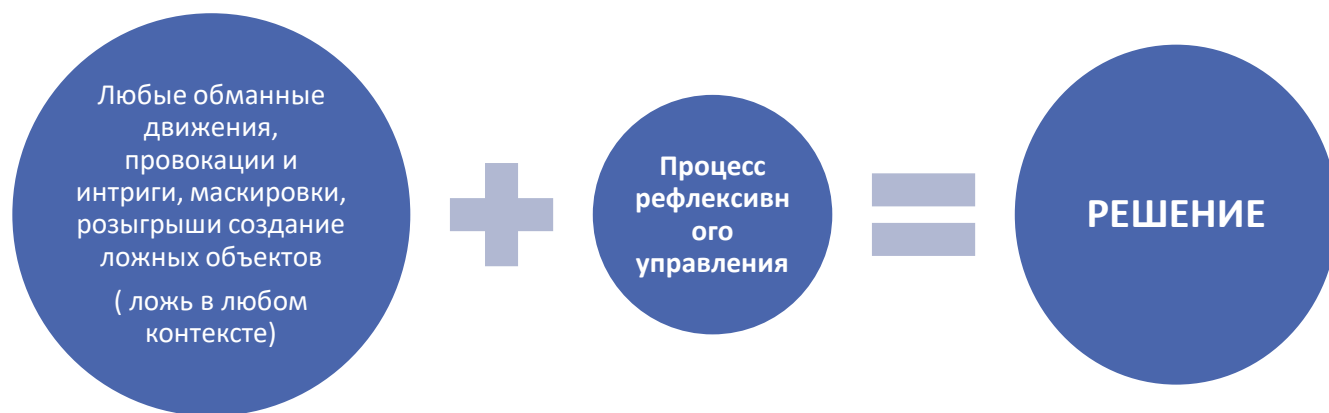 Любые обманные
движения,
провокации и
интриги, маскировки,
розыгрыши создание
ложных объектов
( ложь в любом
контексте)
Процесс
рефлексивн
ого
управления
РЕШЕНИЕ